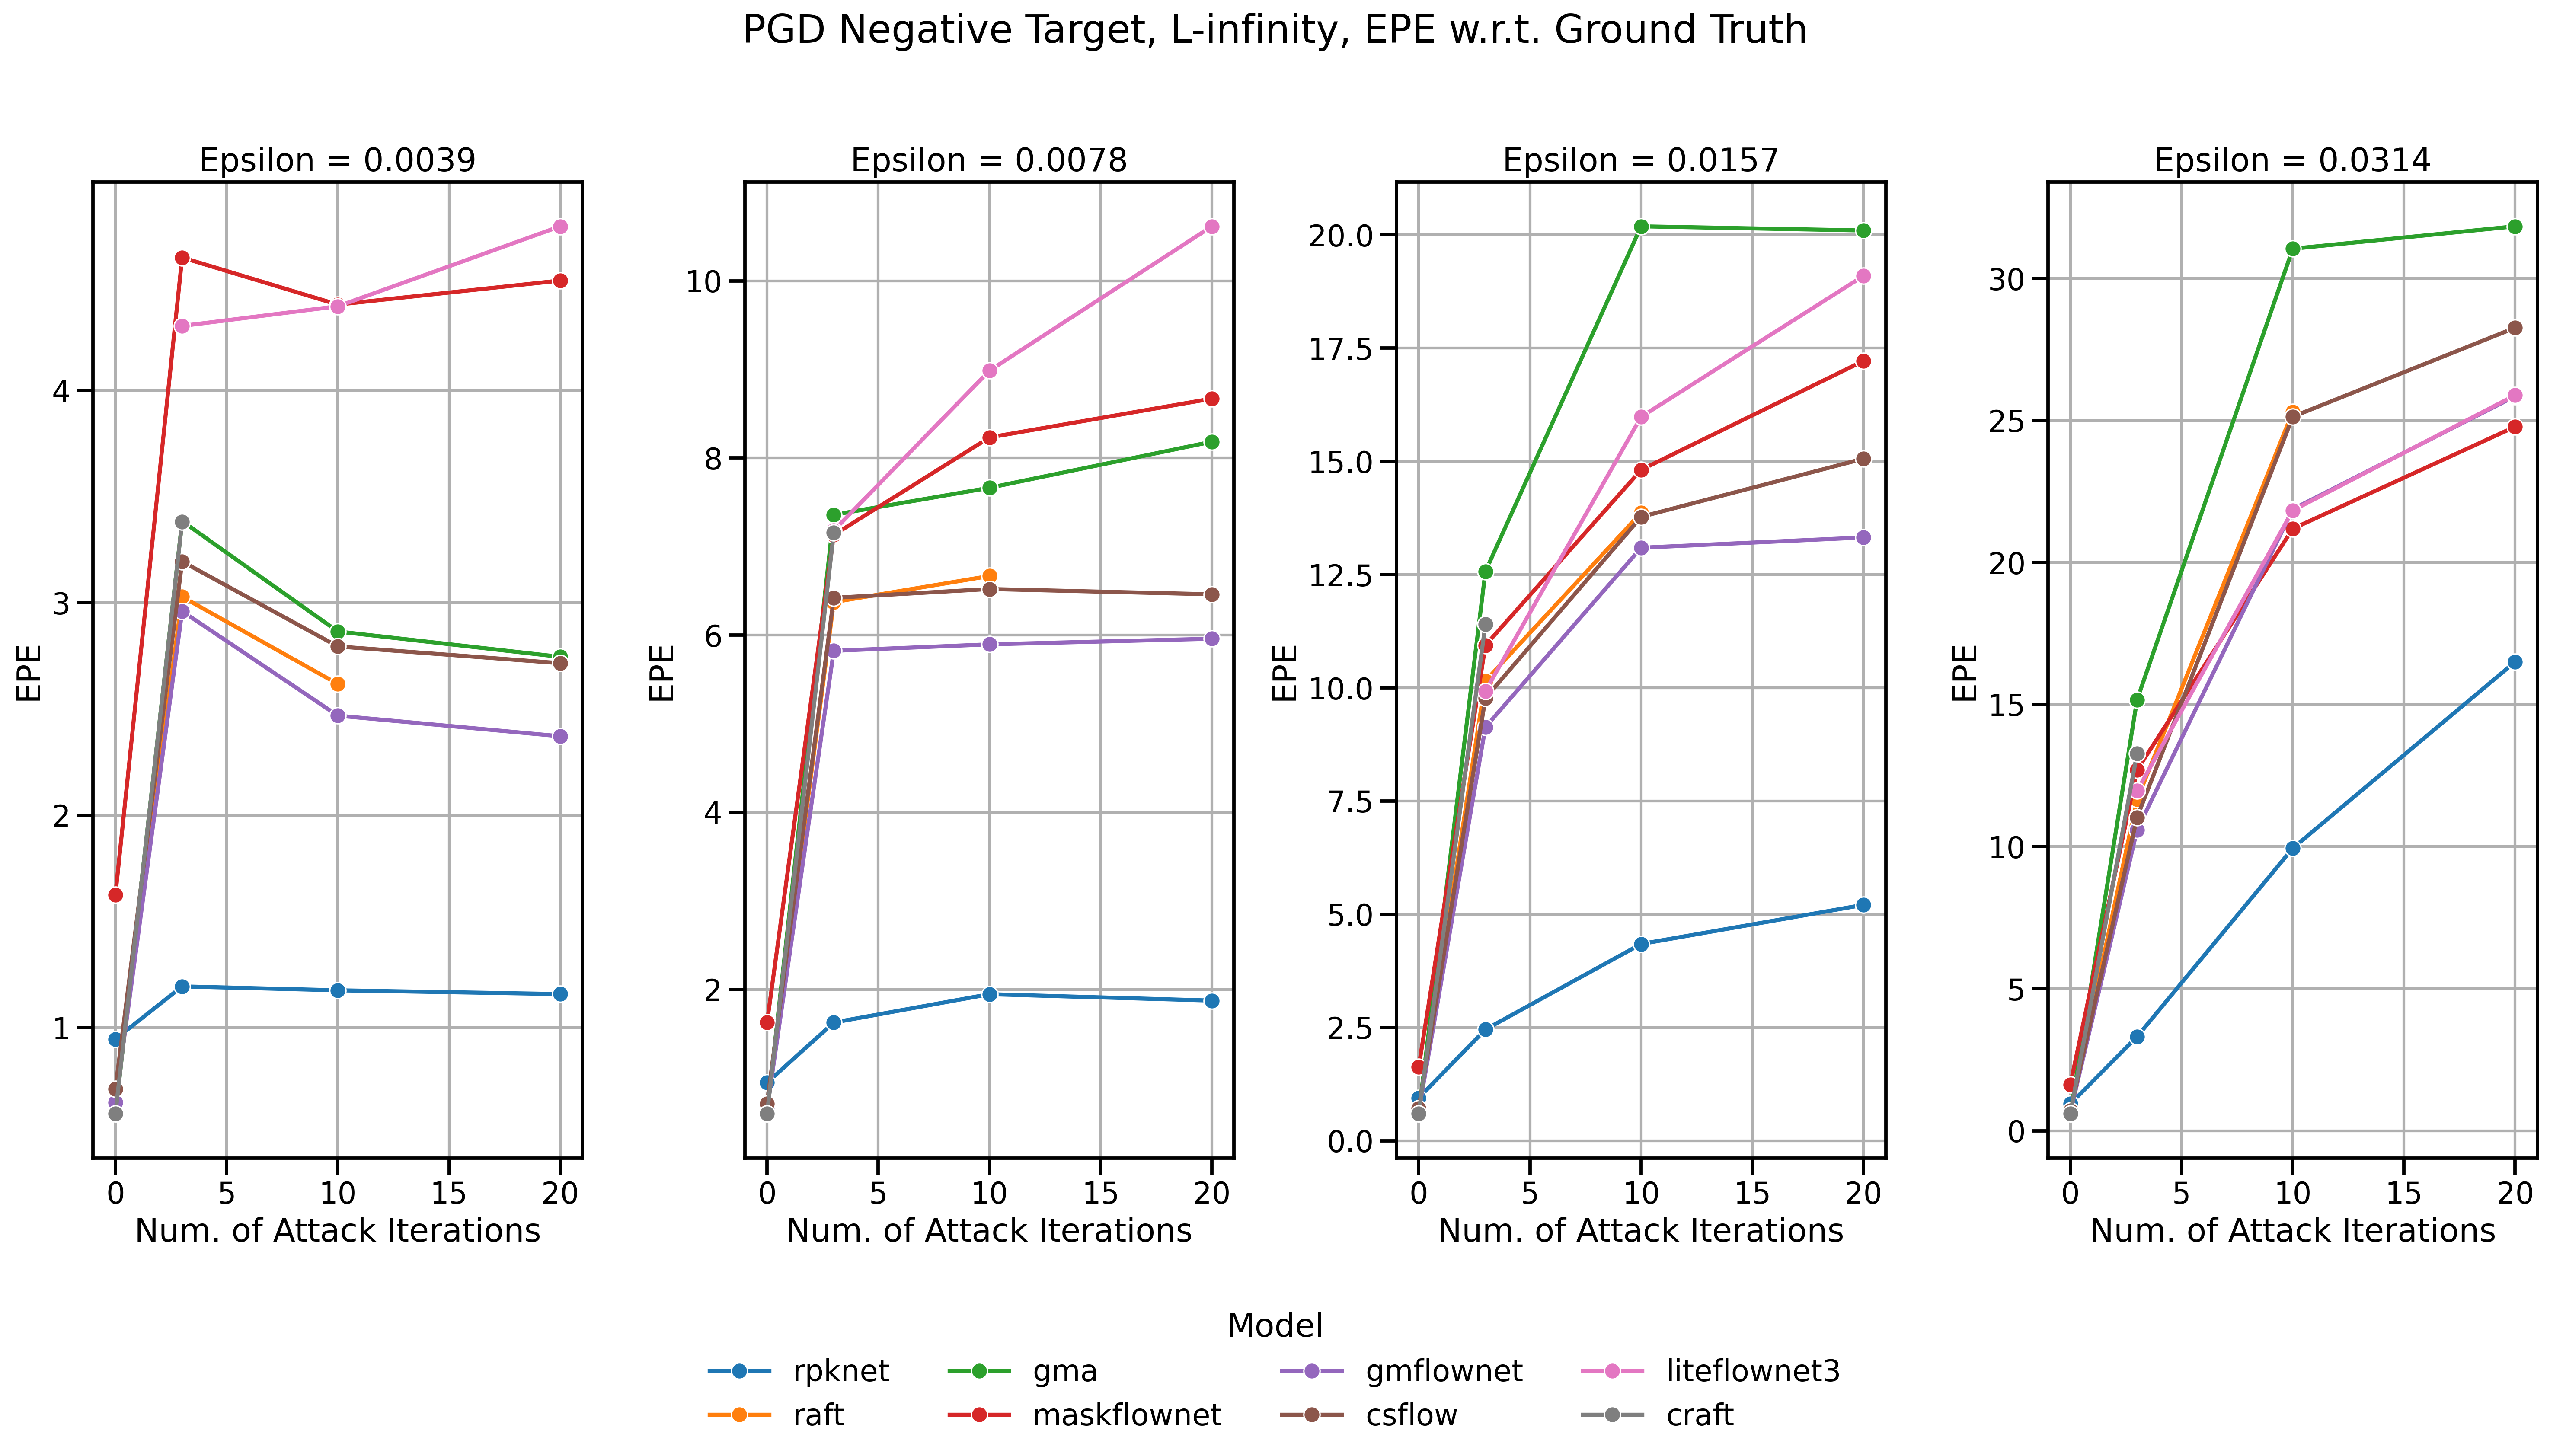 PGD Negative Target, L-infinity, EPE w.r.t. Ground Truth
Epsilon = 0.0039
EPE
4
3
2
1
0 5 10 15 20
Num. of Attack Iterations
Epsilon = 0.0078
EPE
10
8
6
4
2
0 5 10 15 20
Num. of Attack Iterations
Epsilon = 0.0157
EPE
20.0
17.5
15.0
12.5
10.0
7.5
5.0
2.5
0.0
0 5 10 15 20
Num. of Attack Iterations
Epsilon = 0.0314
EPE
30
25
20
15
10
5
0
0 5 10 15 20
Num. of Attack Iterations
Model
rpknet gma gmflownet liteflownet3
raft maskflownet csflow craft